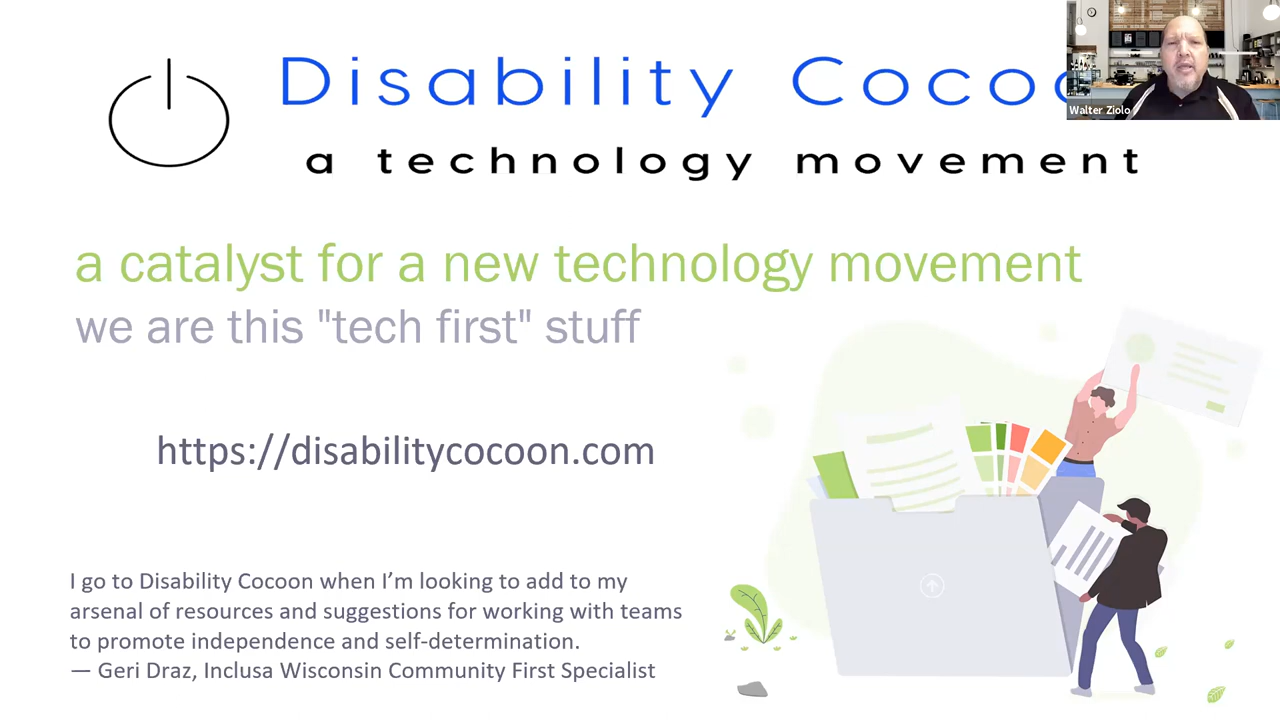 Disability Cocoo
Walter Ziolo
a technology movement
a catalyst for a new technology movement
we are this "tech first" stuff
https://disabilitycocoon.com
I go to Disability Cocoon when I’m looking to add to my
arsenal of resources and suggestions for working with teams
to promote independence and self-determination.
— Geri Draz, Inclusa Wisconsin Community First Specialist